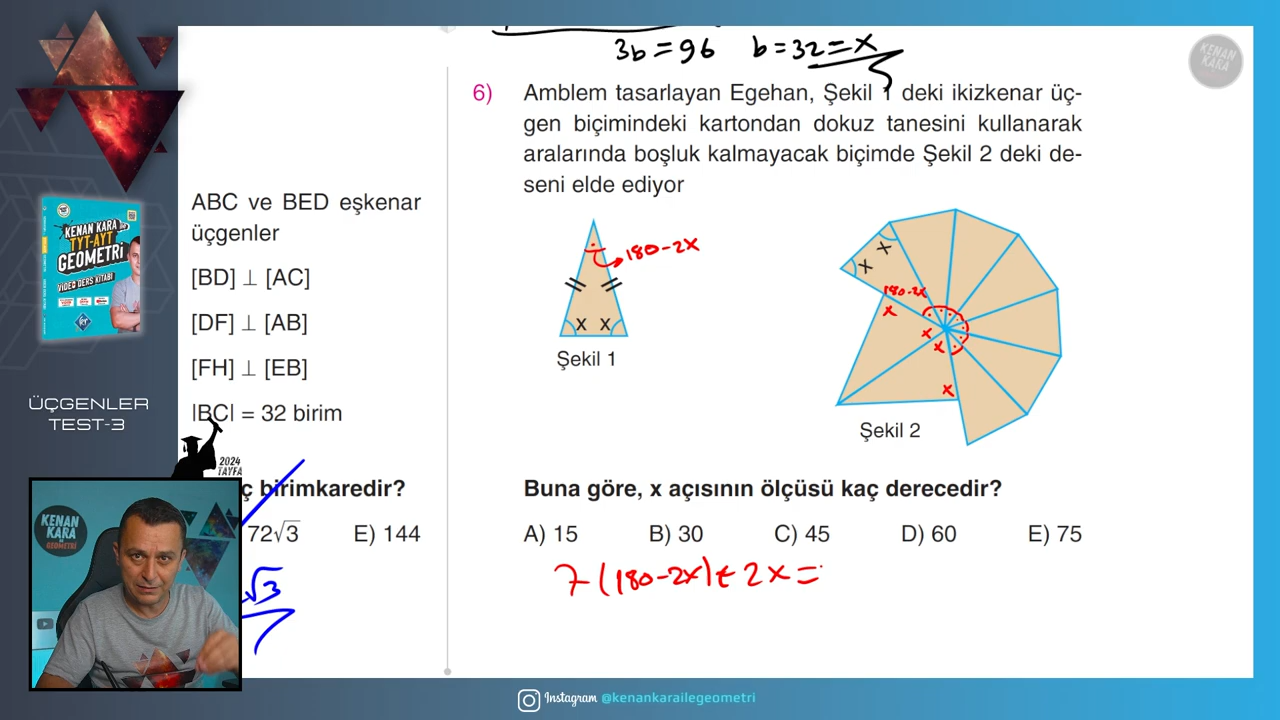 3b = 96 b = 32 = x
KENAN
KARA
6) Amblem tasarlayan Egehan, Şekil 1 deki ikizkenar üç-
gen biçimindeki kartondan dokuz tanesini kullanarak
aralarında boşluk kalmayacak biçimde Şekil 2 deki de-
seni elde ediyor
180-2x
x x
Şekil 1
x
x
180-2x
x
x
x
x
Şekil 2
Buna göre, x açısının ölçüsü kaç derecedir?
A) 15 B) 30 C) 45 D) 60 E) 75
7(180-2x)+2x=
ABC ve BED eşkenar
üçgenler
[BD] ⊥ [AC]
[DF] ⊥ [AB]
[FH] ⊥ [EB]
|BC| = 32 birim
ç birimkaredir?
72√3 E) 144
√3
KENAN KARA
TYT-AYT
GEOMETRİ
VİDEO DERS KİTABI
ÜÇGENLER
TEST-3
2024
TAYFA
KENAN
KARA
GEOMETRİ
Instagram @kenankarailegeometri